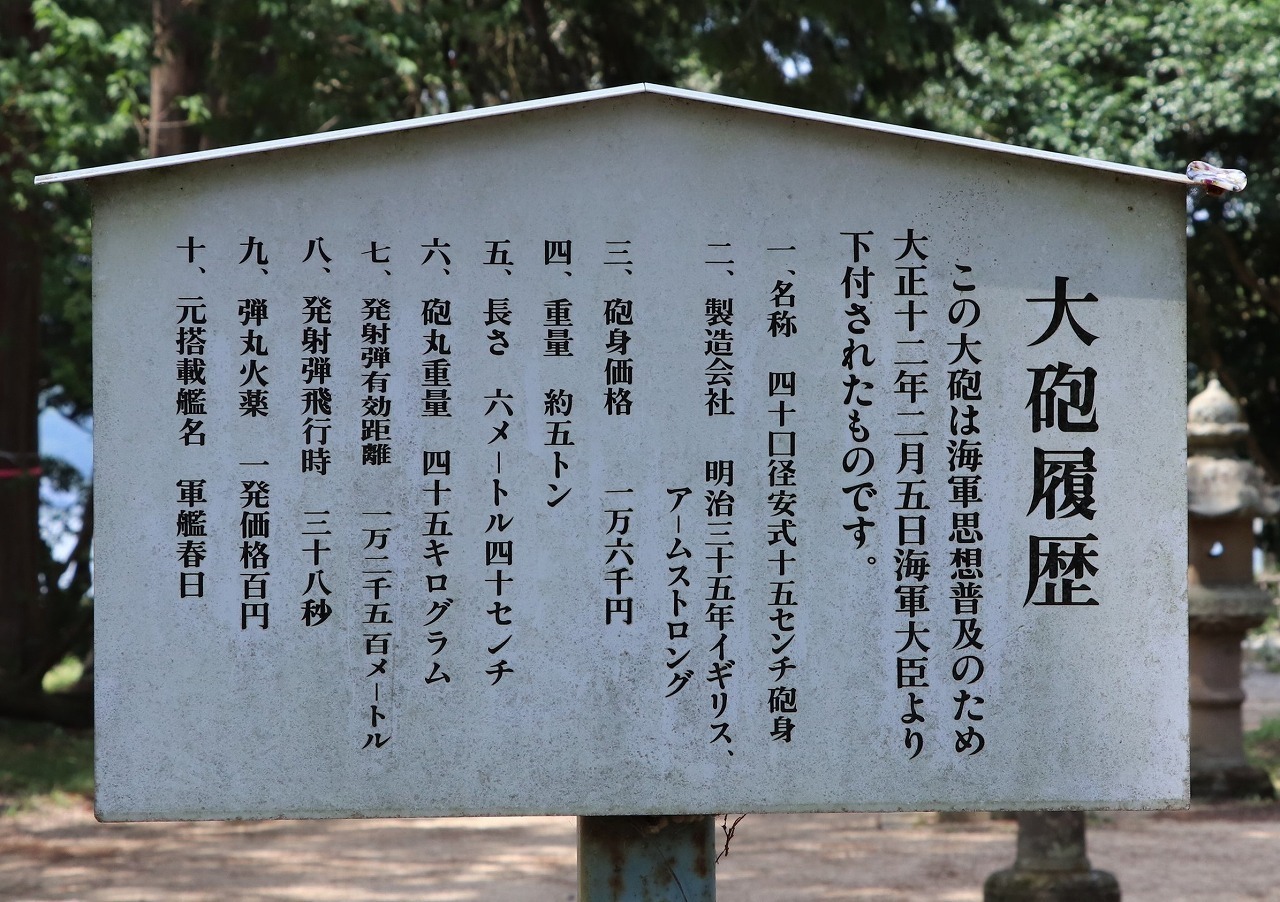 大砲履歴
この大砲は海軍思想普及のため
大正十二年二月五日海軍大臣より
下付されたものです。
一、名称　四十口径安式十五センチ砲身
二、製造会社　明治三十五年イギリス、
アームストロング
三、砲身価格　一万六千円
四、重量　約五トン
五、長さ　六メートル四十センチ
六、砲丸重量　四十五キログラム
七、発射弾有効距離　一万二千五百メートル
八、発射弾飛行時　三十八秒
九、弾丸火薬　一発価格百円
十、元搭載艦名　軍艦春日